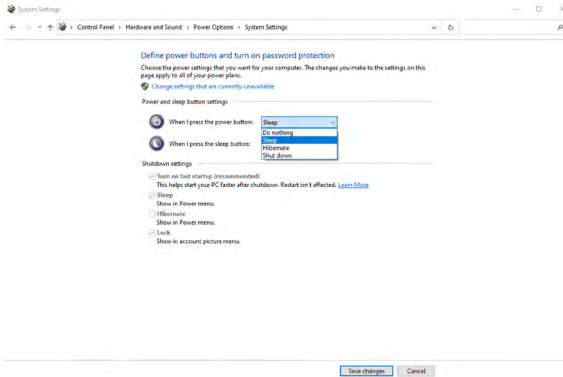 System Settings
Control Panel > Hardware and Sound > Power Options > System Settings
Define power buttons and turn on password protection
Choose the power settings that you want for your computer. The changes you make to the settings on this
page apply to all of your power plans.
Change settings that are currently unavailable
Power and sleep button settings
When I press the power button: Sleep
Do nothing
Sleep
Hibernate
Shut down
When I press the sleep button:
Shutdown settings
Turn on fast startup (recommended)
This helps start your PC faster after shutdown. Restart isn't affected. Learn More
Sleep
Show in Power menu.
Hibernate
Show in Power menu.
Lock
Show in account picture menu.
Save changes
Cancel